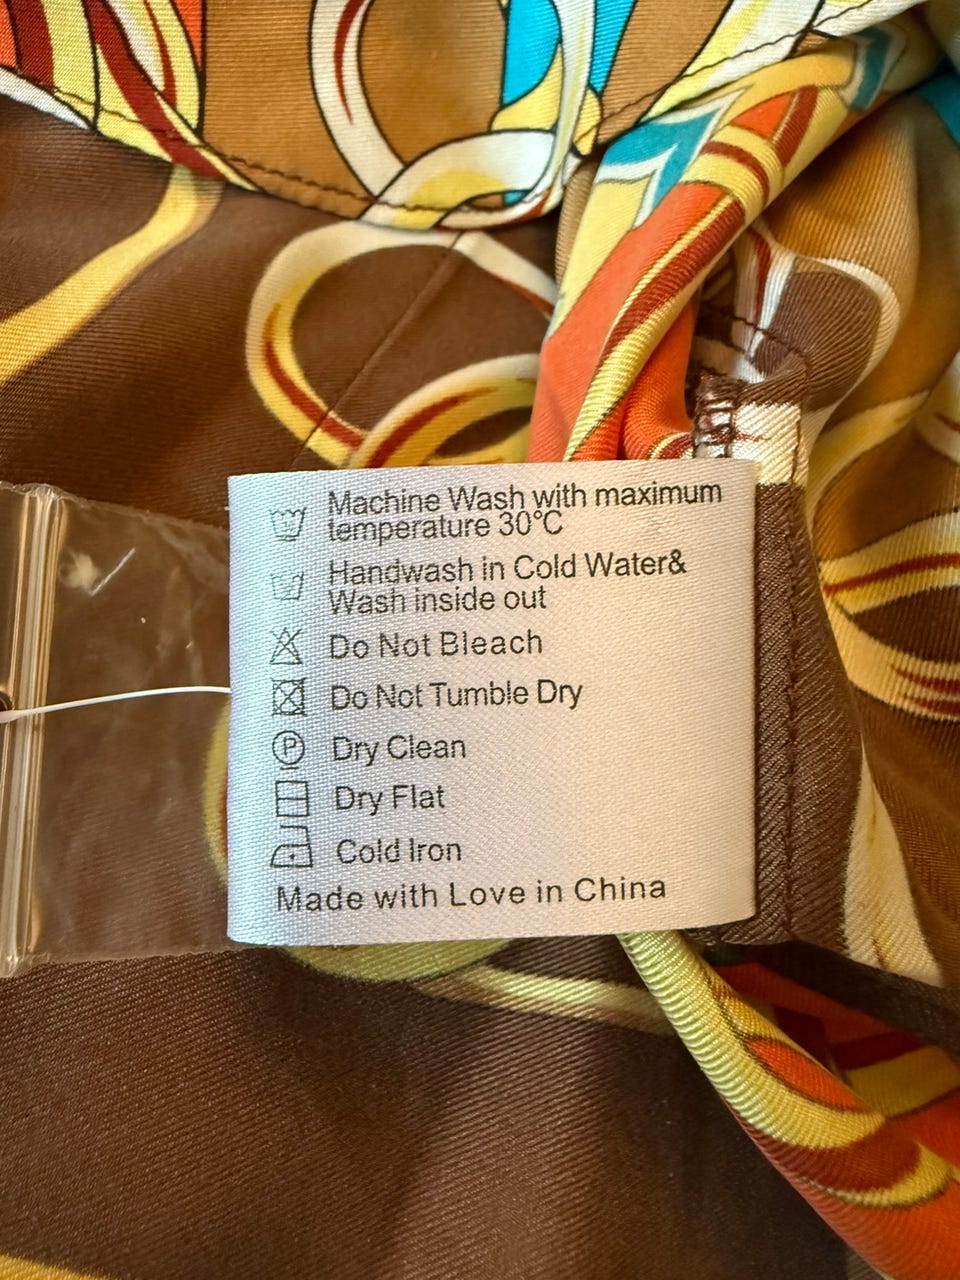 Machine Wash with maximum
temperature 30°C
Handwash in Cold Water&
Wash inside out
Do Not Bleach
Do Not Tumble Dry
P Dry Clean
Dry Flat
Cold Iron
Made with Love in China